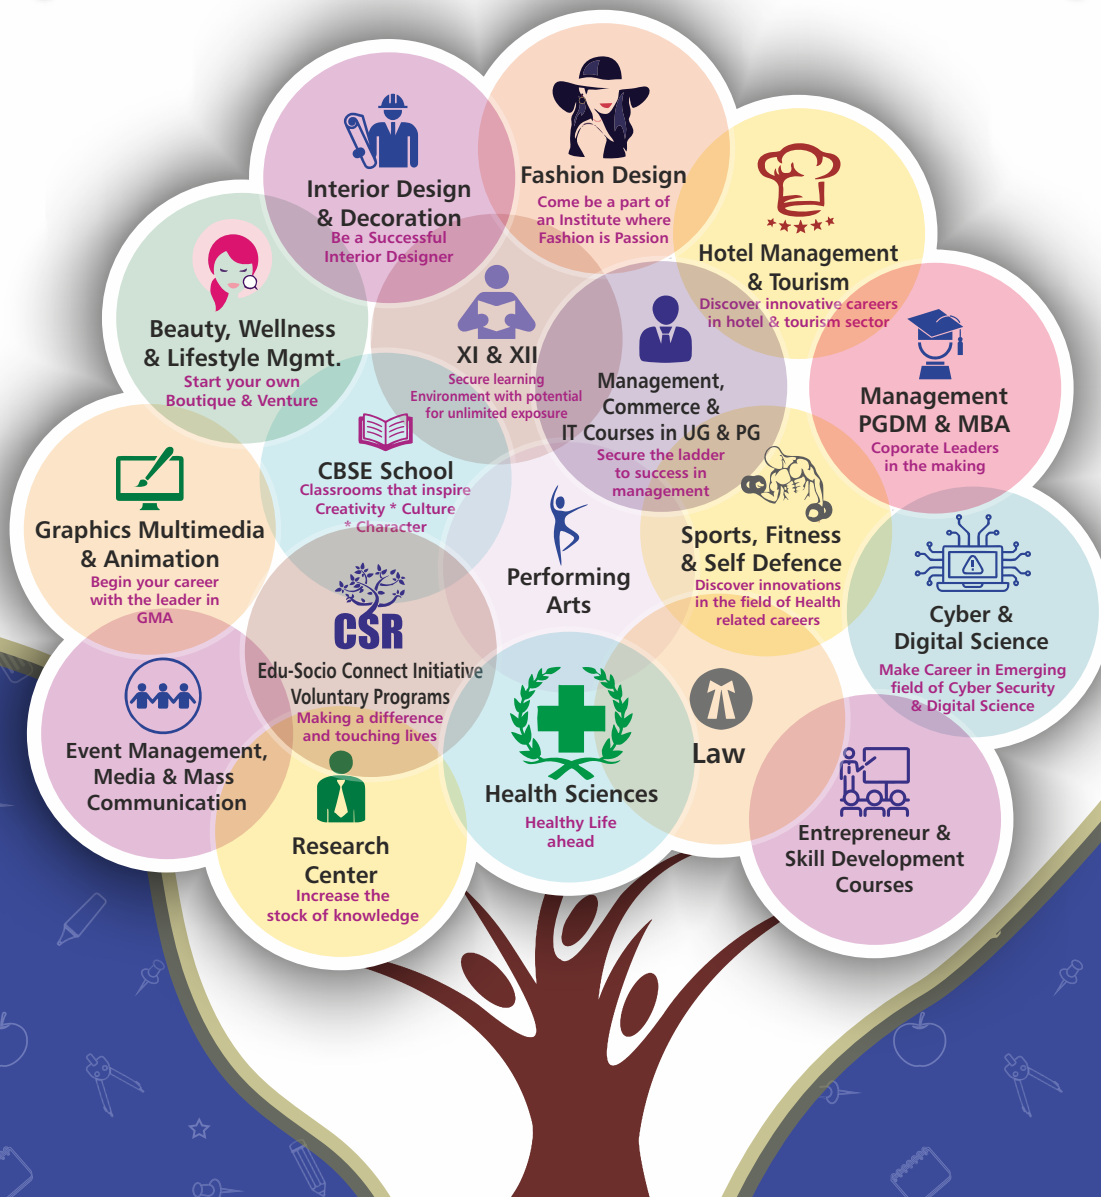 Interior Design
& Decoration
Be a Successful
Interior Designer
Fashion Design
Come be a part of
an Institute where
Fashion is Passion
Hotel Management
& Tourism
Discover innovative careers
in hotel & tourism sector
Beauty, Wellness
& Lifestyle Mgmt.
Start your own
Boutique & Venture
XI & XII
Secure learning
Environment with potential
for unlimited exposure
Management,
Commerce &
IT Courses in UG & PG
Secure the ladder
to success in
management
Management
PGDM & MBA
Coporate Leaders
in the making
CBSE School
Classrooms that inspire
Creativity * Culture
* Character
Graphics Multimedia
& Animation
Begin your career
with the leader in
GMA
Performing
Arts
Sports, Fitness
& Self Defence
Discover innovations
in the field of Health
related careers
Cyber &
Digital Science
Make Career in Emerging
field of Cyber Security
& Digital Science
CSR
Edu-Socio Connect Initiative
Voluntary Programs
Making a difference
and touching lives
Event Management,
Media & Mass
Communication
Law
Health Sciences
Healthy Life
ahead
Research
Center
Increase the
stock of knowledge
Entrepreneur &
Skill Development
Courses